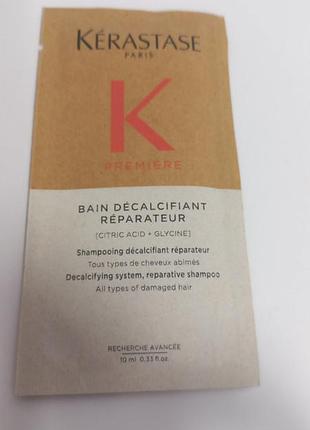 KÉRASTASE
PARIS
K
PREMIÈRE
BAIN DÉCALCIFIANT
RÉPARATEUR
[CITRIC ACID + GLYCINE]
Shampooing décalcifiant réparateur
Tous types de cheveux abîmés
Decalcifying system, reparative shampoo
All types of damaged hair
RECHERCHE AVANCÉE
10 ml 0.33 fl.oz.